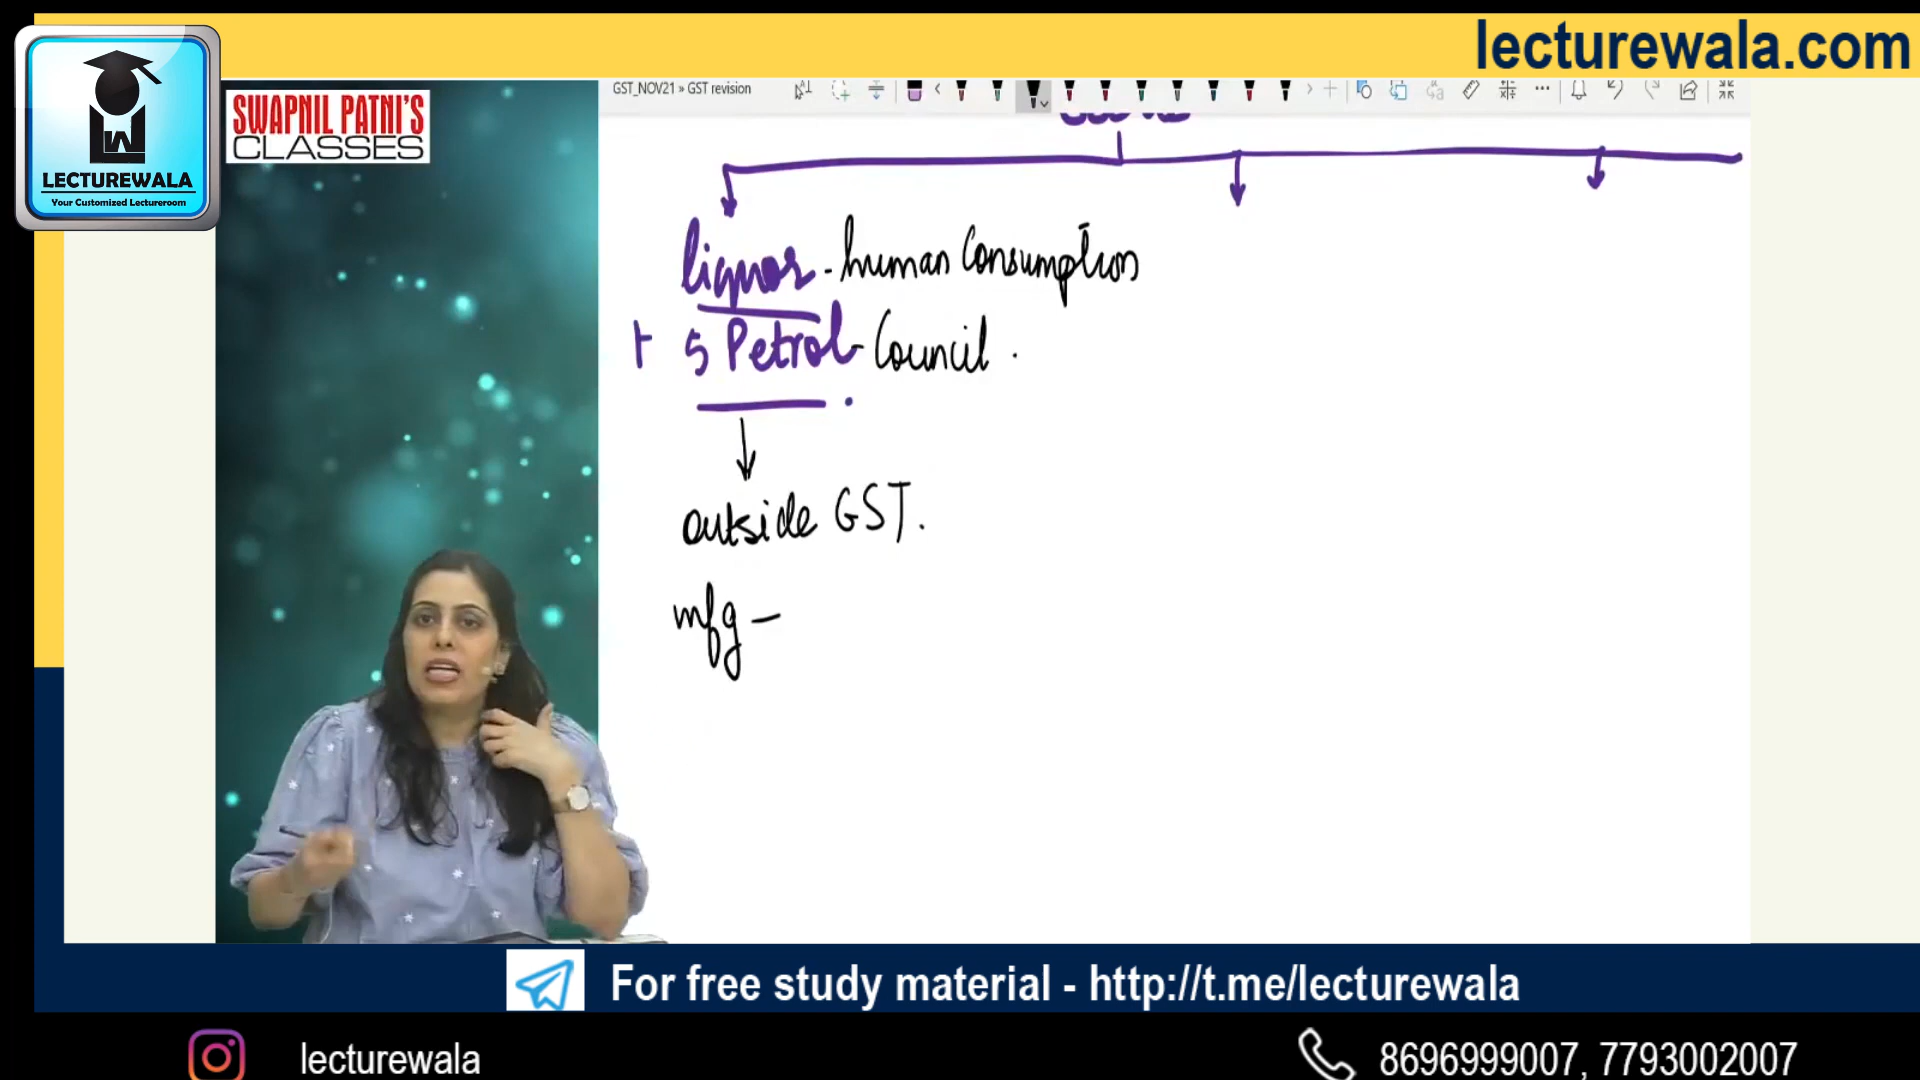 lecturewala.com
LW
LECTUREWALA
Your Customized Lectureroom
SWAPNIL PATNI'S
CLASSES
GST_NOV21 » GST revision
liquor - human Consumption
+ 5 Petrol - Council .
outside GST.
mfg -
For free study material - http://t.me/lecturewala
lecturewala
8696999007, 7793002007